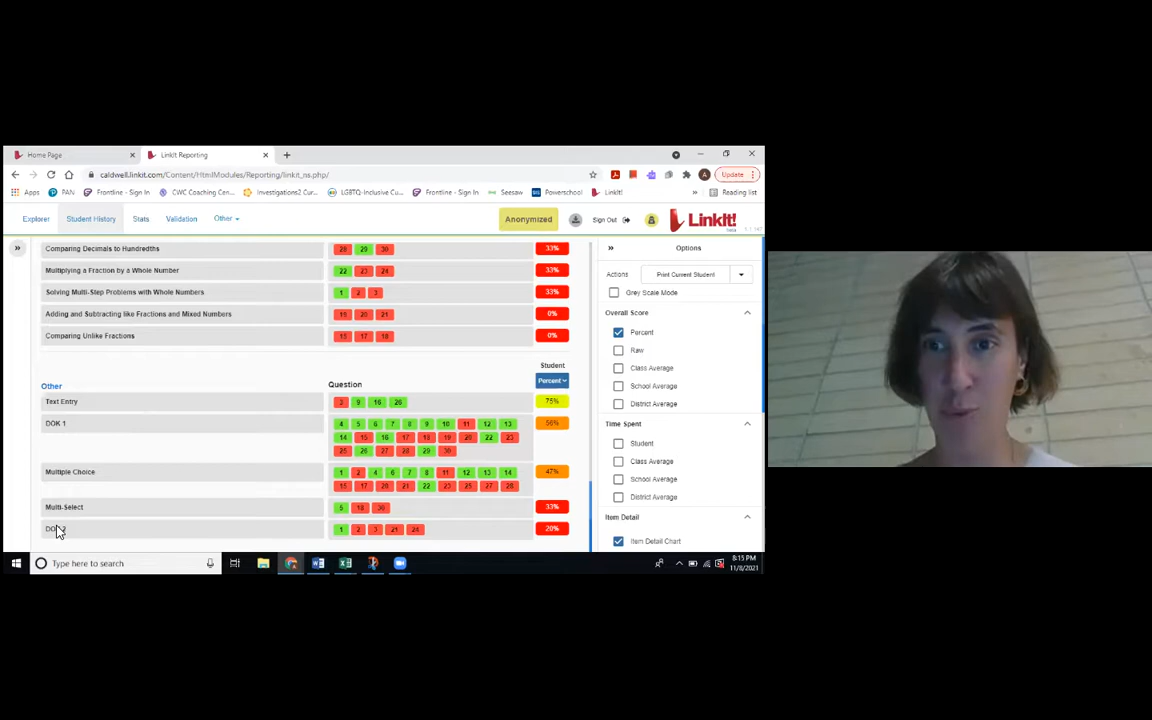 Home Page
LinkIt Reporting
caldwell.linkit.com/Content/HtmlModules/Reporting/linkit_ns.php/
Update
Apps
PAN
Frontline - Sign In
CWC Coaching Cen...
Investigations2 Curr...
LGBTQ-Inclusive Cu...
Frontline - Sign In
Seesaw
Powerschool
LinkIt!
Reading list
Explorer
Student History
Stats
Validation
Other
Anonymized
Sign Out
LinkIt!
Comparing Decimals to Hundredths 28 29 30 33%
Multiplying a Fraction by a Whole Number 22 23 24 33%
Solving Multi-Step Problems with Whole Numbers 1 2 3 33%
Adding and Subtracting like Fractions and Mixed Numbers 19 20 21 0%
Comparing Unlike Fractions 15 17 18 0%
Student
Other Question Percent
Text Entry 3 9 16 26 75%
DOK 1 4 5 6 7 8 9 10 11 12 13 56%
14 15 16 17 18 19 20 22 23
25 26 27 28 29 30
Multiple Choice 1 2 4 6 7 8 11 12 13 14 47%
15 17 20 21 22 23 25 27 28
Multi-Select 5 18 30 33%
1 2 3 21 24 20%
Options
Actions Print Current Student
Grey Scale Mode
Overall Score
Percent
Raw
Class Average
School Average
District Average
Time Spent
Student
Class Average
School Average
District Average
Item Detail
Item Detail Chart
Type here to search
8:15 PM
11/8/2021